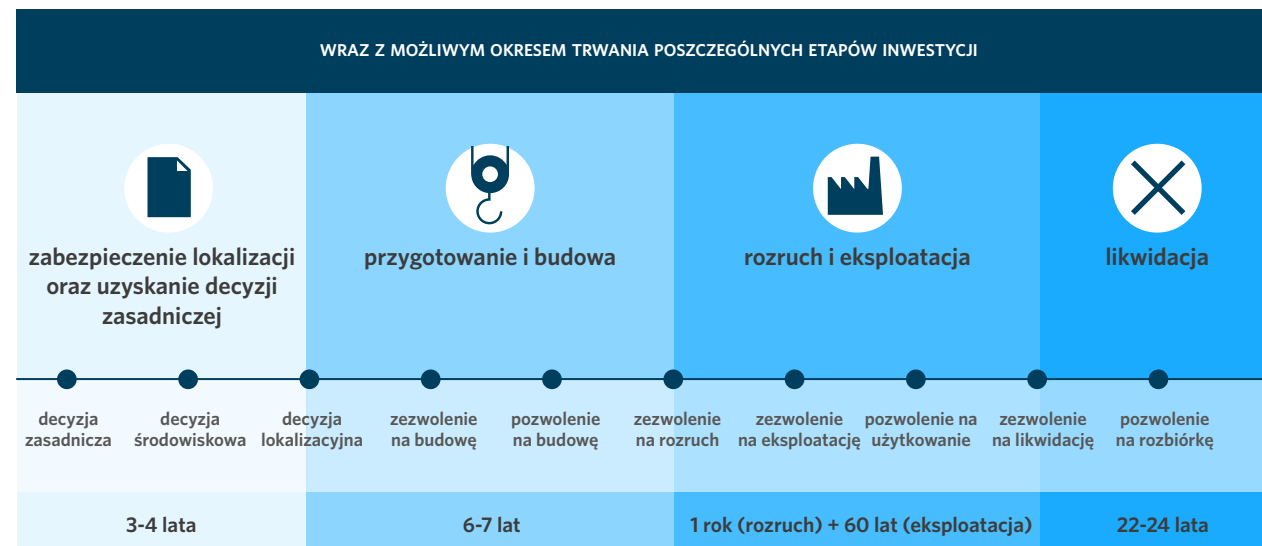 WRAZ Z MOŻLIWYM OKRESEM TRWANIA POSZCZEGÓLNYCH ETAPÓW INWESTYCJI
zabezpieczenie lokalizacji
oraz uzyskanie decyzji
zasadniczej
przygotowanie i budowa
rozruch i eksploatacja
likwidacja
decyzja
zasadnicza
decyzja
środowiskowa
decyzja
lokalizacyjna
zezwolenie
na budowę
pozwolenie
na budowę
zezwolenie
na rozruch
zezwolenie
na eksploatację
pozwolenie na
użytkowanie
zezwolenie
na likwidację
pozwolenie
na rozbiórkę
3-4 lata
6-7 lat
1 rok (rozruch) + 60 lat (eksploatacja)
22-24 lata